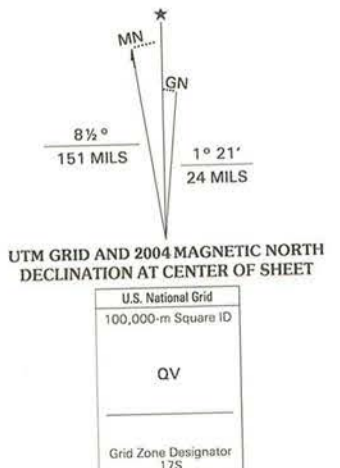 ★
MN
GN
8½°
151 MILS
1° 21′
24 MILS
UTM GRID AND 2004 MAGNETIC NORTH
DECLINATION AT CENTER OF SHEET
U.S. National Grid
100,000-m Square ID
QV
Grid Zone Designator
17S